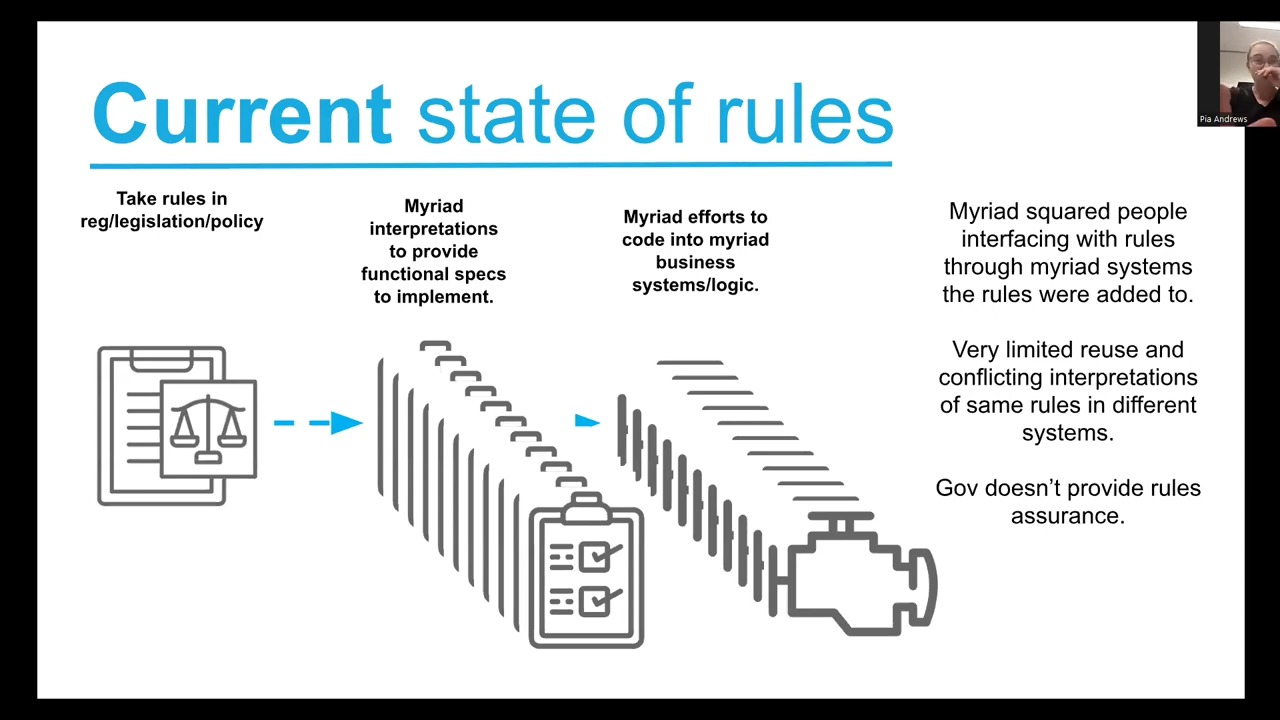 Current state of rules
Take rules in
reg/legislation/policy
Myriad
interpretations
to provide
functional specs
to implement.
Myriad efforts to
code into myriad
business
systems/logic.
Myriad squared people
interfacing with rules
through myriad systems
the rules were added to.
Very limited reuse and
conflicting interpretations
of same rules in different
systems.
Gov doesn’t provide rules
assurance.
Pia Andrews